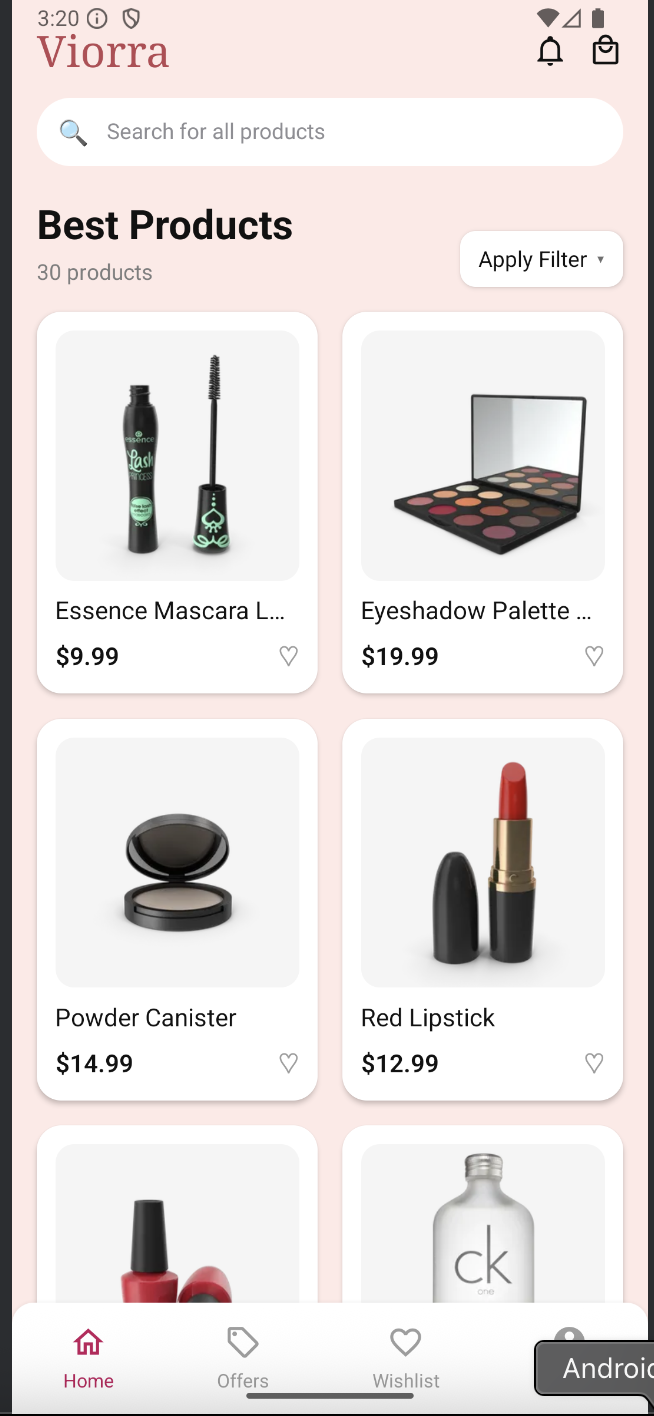 3:20
Viorra
Search for all products
Best Products
30 products
Apply Filter ▾
essence
Lash
PRINCESS
Essence Mascara L...
Eyeshadow Palette ...
$9.99
$19.99
Powder Canister
Red Lipstick
$14.99
$12.99
ck
one
Home
Offers
Wishlist